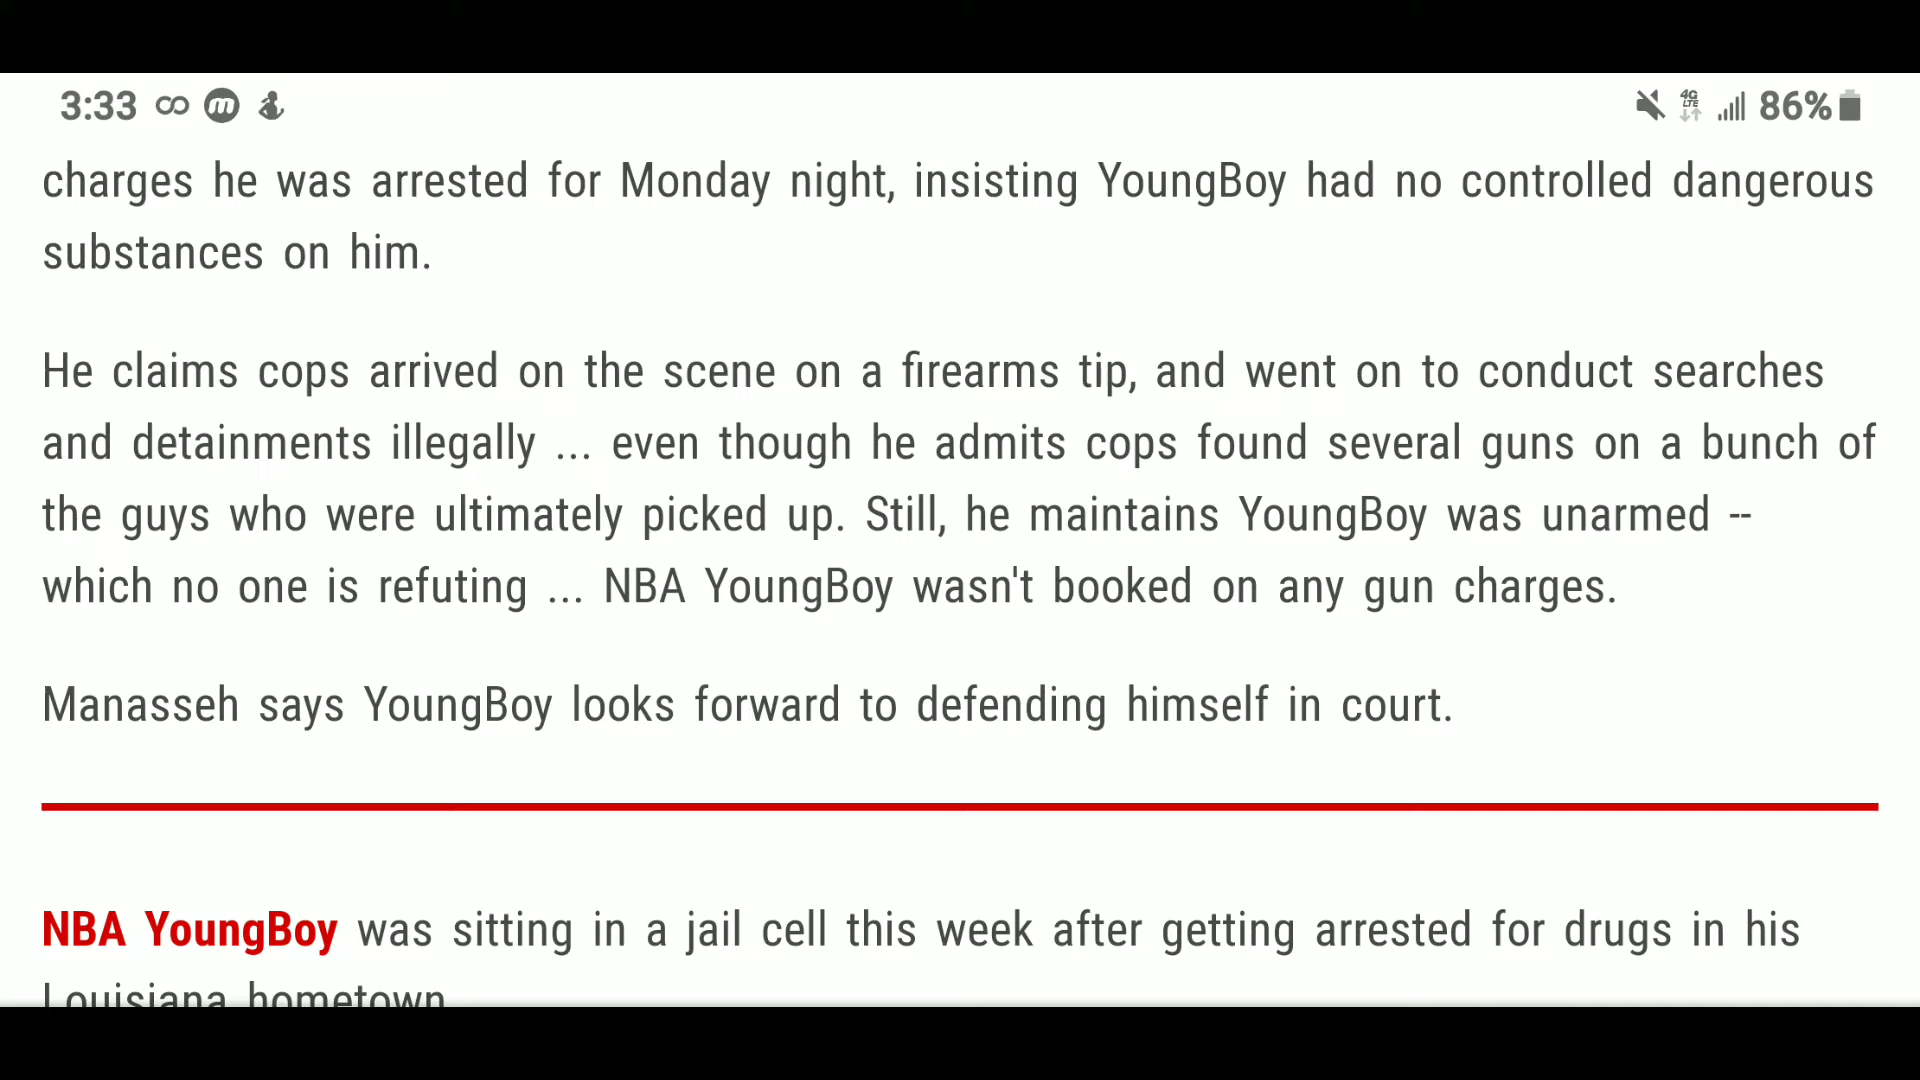 3:33
4G LTE 86%
charges he was arrested for Monday night, insisting YoungBoy had no controlled dangerous
substances on him.
He claims cops arrived on the scene on a firearms tip, and went on to conduct searches
and detainments illegally ... even though he admits cops found several guns on a bunch of
the guys who were ultimately picked up. Still, he maintains YoungBoy was unarmed --
which no one is refuting ... NBA YoungBoy wasn't booked on any gun charges.
Manasseh says YoungBoy looks forward to defending himself in court.
NBA YoungBoy was sitting in a jail cell this week after getting arrested for drugs in his
Louisiana hometown